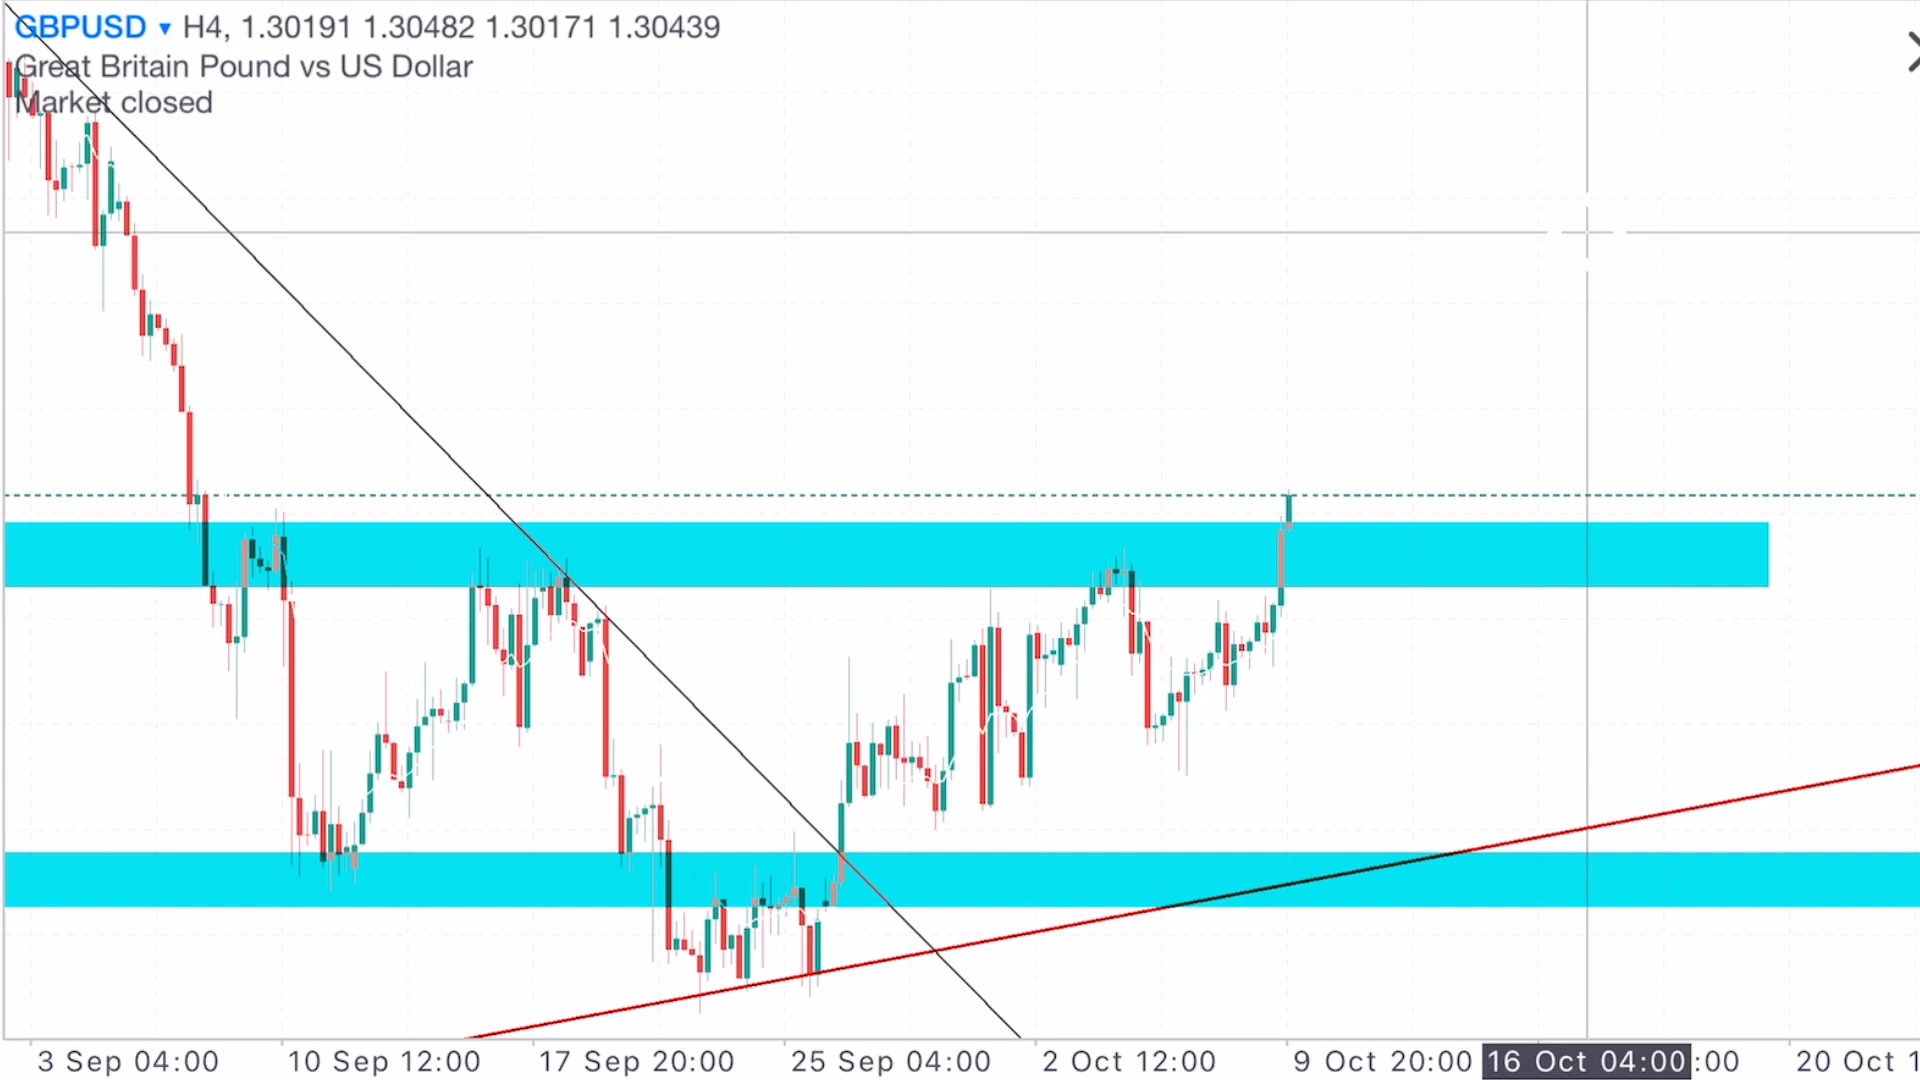 GBPUSD ▾ H4, 1.30191 1.30482 1.30171 1.30439
Great Britain Pound vs US Dollar
Market closed
3 Sep 04:00 10 Sep 12:00 17 Sep 20:00 25 Sep 04:00 2 Oct 12:00 9 Oct 20:00 16 Oct 04:00 :00 20 Oct 1